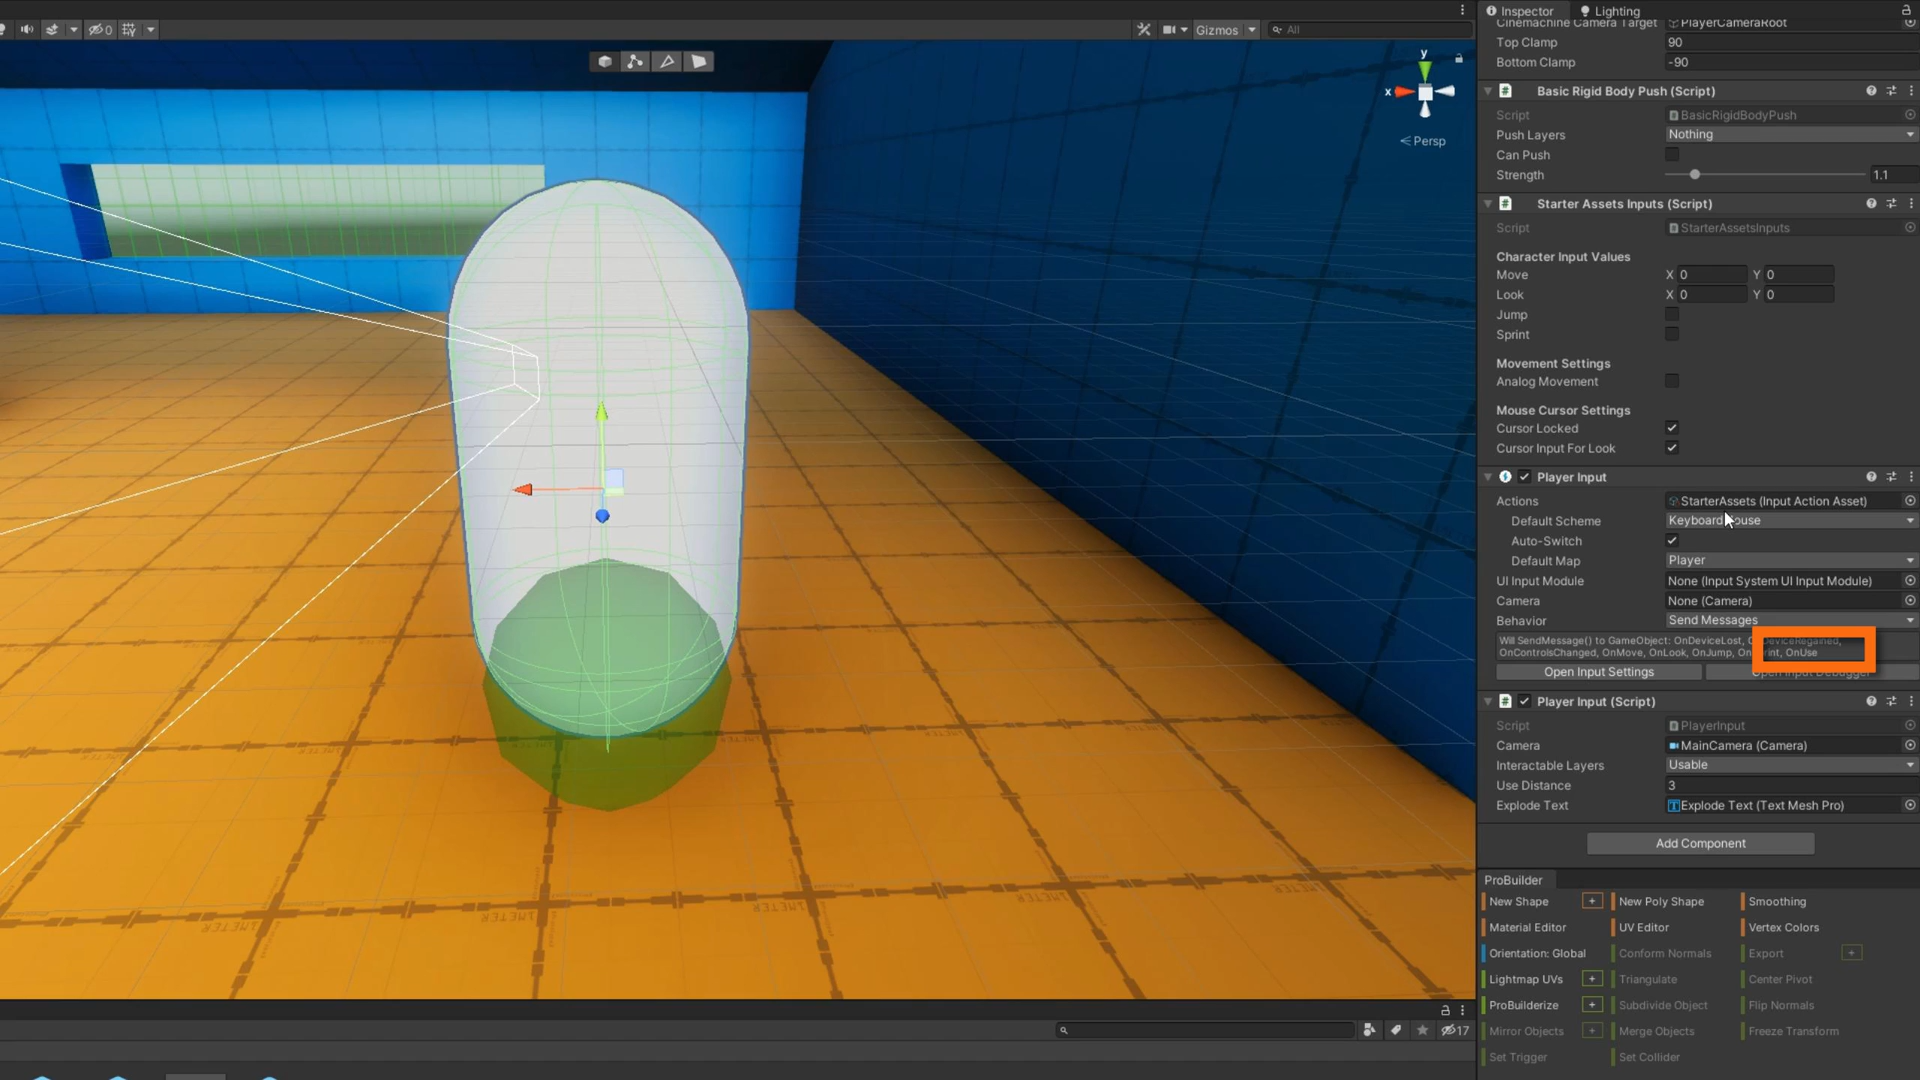 Inspector
Lighting
0
Gizmos
All
Cinemachine Camera Target
PlayerCameraRoot
Top Clamp
90
Bottom Clamp
-90
y
x
Persp
Basic Rigid Body Push (Script)
Script
BasicRigidBodyPush
Push Layers
Nothing
Can Push
Strength
1.1
Starter Assets Inputs (Script)
Script
StarterAssetsInputs
Character Input Values
Move
X 0
Y 0
Look
X 0
Y 0
Jump
Sprint
Movement Settings
Analog Movement
Mouse Cursor Settings
Cursor Locked
Cursor Input For Look
Player Input
Actions
StarterAssets (Input Action Asset)
Default Scheme
Auto-Switch
Default Map
Player
UI Input Module
None (Input System UI Input Module)
Camera
None (Camera)
Behavior
Send Messages
Will SendMessage() to GameObject: OnDeviceLost, OnDeviceRegained,
OnControlsChanged, OnMove, OnLook, OnJump, OnSprint, OnUse
Open Input Settings
Open Input Debugger
Player Input (Script)
Script
PlayerInput
Camera
MainCamera (Camera)
Interactable Layers
Usable
Use Distance
3
Explode Text
Explode Text (Text Mesh Pro)
Add Component
ProBuilder
New Shape
+
New Poly Shape
Smoothing
Material Editor
UV Editor
Vertex Colors
Orientation: Global
Conform Normals
Export
+
Lightmap UVs
+
Triangulate
Center Pivot
ProBuilderize
+
Subdivide Object
Flip Normals
Mirror Objects
+
Merge Objects
Freeze Transform
Set Trigger
Set Collider
17
1METER